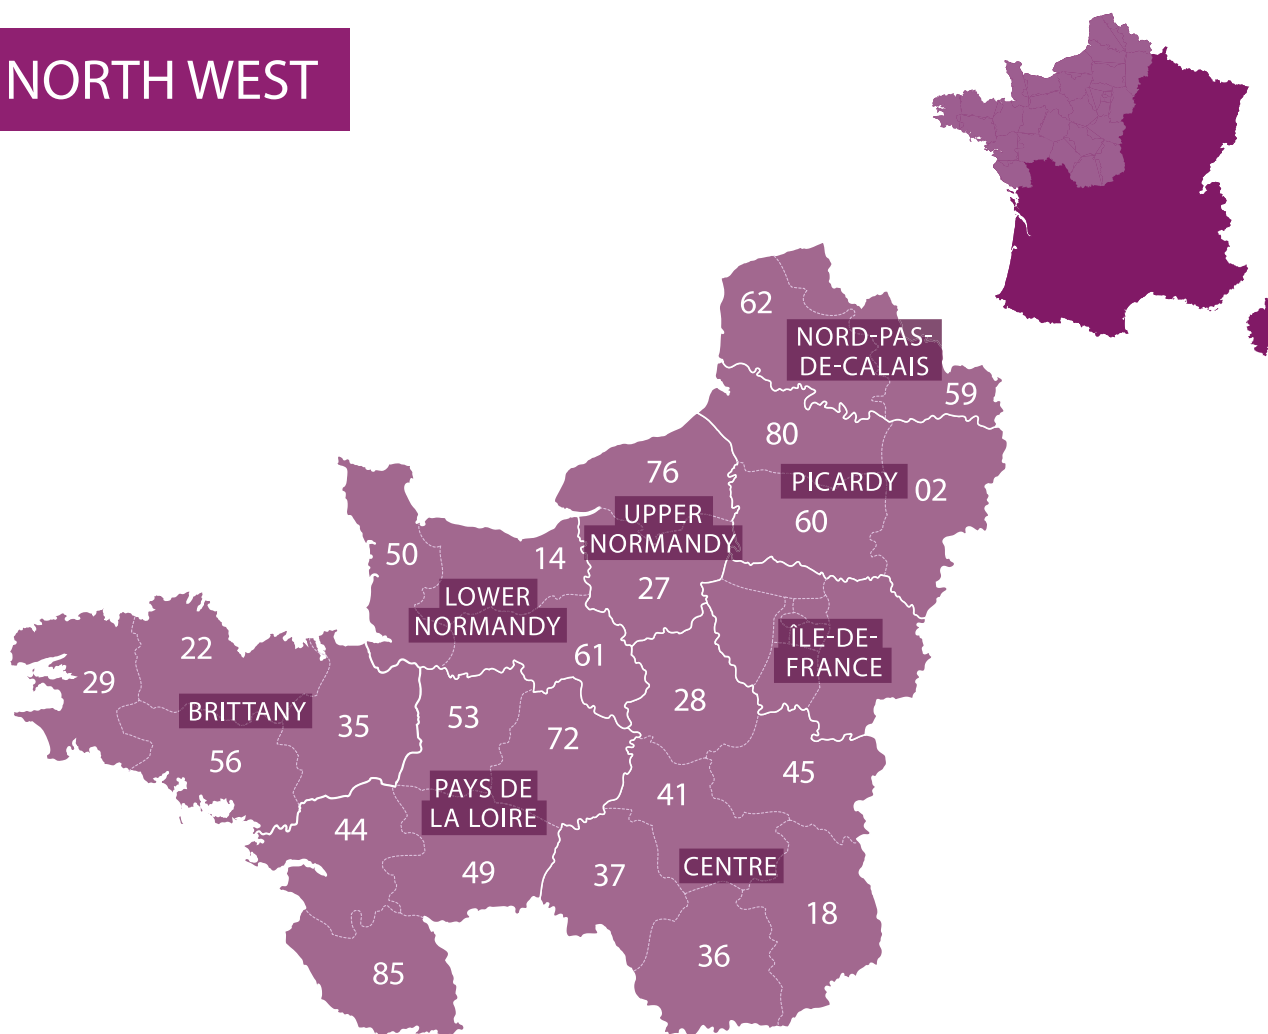 NORTH WEST
62
NORD-PAS-
DE-CALAIS
59
80
76
PICARDY
02
UPPER
NORMANDY
60
50
14
27
LOWER
NORMANDY
ÎLE-DE-
FRANCE
22
61
29
28
BRITTANY
35
53
72
56
45
41
PAYS DE
LA LOIRE
44
CENTRE
49
37
18
36
85